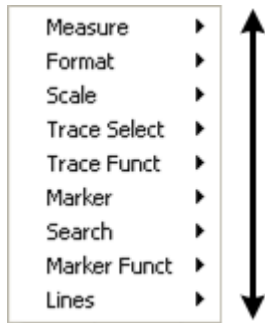 Measure
Format
Scale
Trace Select
Trace Funct
Marker
Search
Marker Funct
Lines